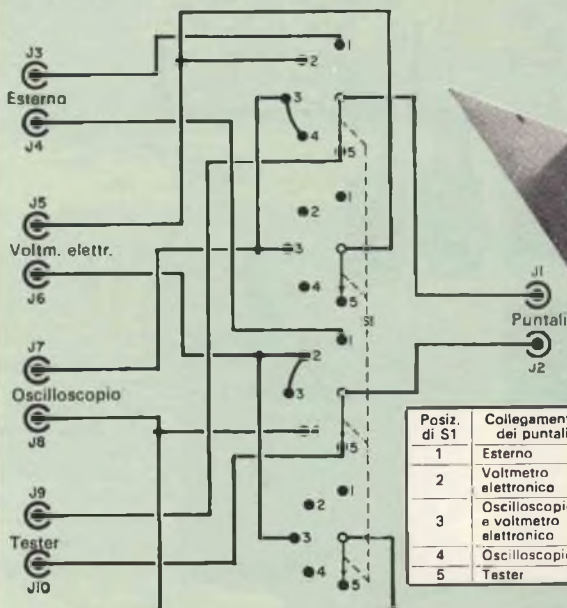 J3
Esterno
J4
J5
Voltm. elettr.
J6
J7
Oscilloscopio
J8
J9
Tester
J10
1
2
3
4
5
1
2
3
4
5
S1
1
2
3
5
1
2
3
4
5
J1
Puntali
J2
Posiz. di S1
1
2
3
4
5
Esterno
Voltmetro
elettronico
e voltmetro
elettronico
Tester